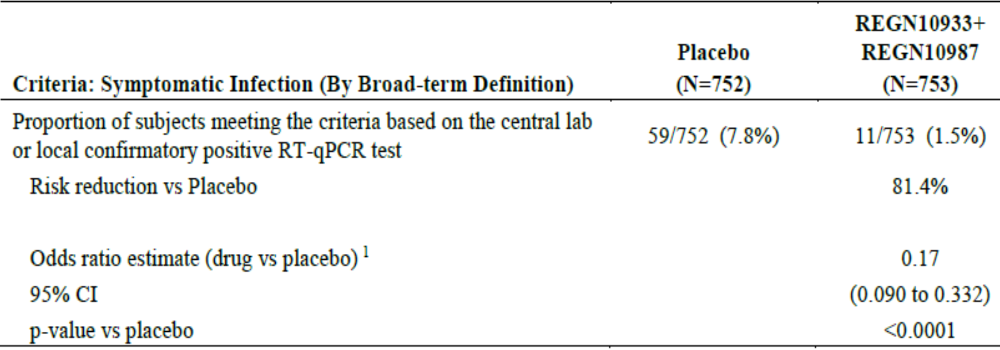 REGN10933+
Placebo REGN10987
Criteria: Symptomatic Infection (By Broad-term Definition) (N=752) (N=753)
Proportion of subjects meeting the criteria based on the central lab
or local confirmatory positive RT-qPCR test 59/752 (7.8%) 11/753 (1.5%)
Risk reduction vs Placebo 81.4%
Odds ratio estimate (drug vs placebo) 1 0.17
95% CI (0.090 to 0.332)
p-value vs placebo <0.0001